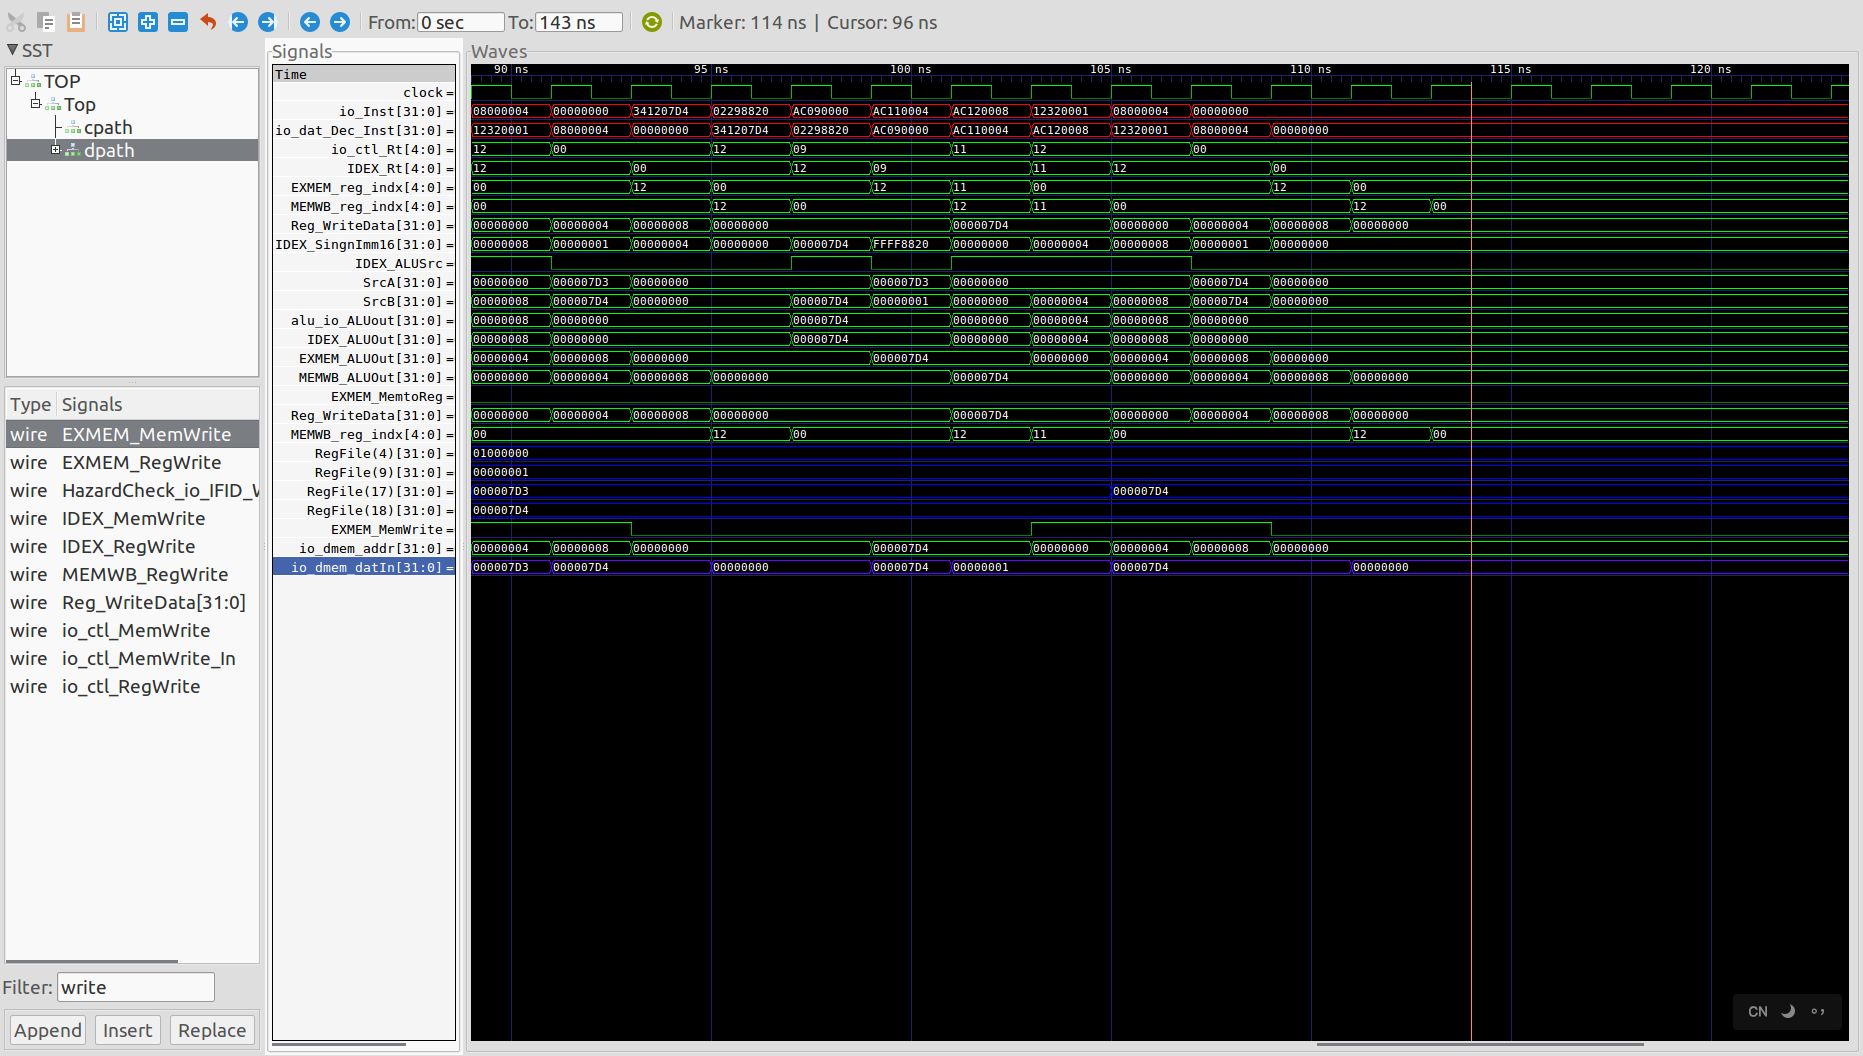 From: 0 sec To: 143 ns Marker: 114 ns | Cursor: 96 ns
SST
TOP
Top
cpath
dpath
Type Signals
wire EXMEM_MemWrite
wire EXMEM_RegWrite
wire HazardCheck_io_IFID_W
wire IDEX_MemWrite
wire IDEX_RegWrite
wire MEMWB_RegWrite
wire Reg_WriteData[31:0]
wire io_ctl_MemWrite
wire io_ctl_MemWrite_In
wire io_ctl_RegWrite
Filter: write
Append Insert Replace
Signals
Waves
Time 90 ns 95 ns 100 ns 105 ns 110 ns 115 ns 120 ns
clock =
io_Inst[31:0] = 08000004 00000000 341207D4 02298820 AC090000 AC110004 AC120008 12320001 08000004 00000000
io_dat_Dec_Inst[31:0] = 12320001 08000004 00000000 341207D4 02298820 AC090000 AC110004 AC120008 12320001 08000004 00000000
io_ctl_Rt[4:0] = 12 00 12 09 11 12 00
IDEX_Rt[4:0] = 12 00 12 09 11 12 00
EXMEM_reg_indx[4:0] = 00 12 00 12 11 00 12 00
MEMWB_reg_indx[4:0] = 00 12 00 12 11 00 12 00
Reg_WriteData[31:0] = 00000000 00000004 00000008 00000000 000007D4 00000000 00000004 00000008 00000000
IDEX_SingnImm16[31:0] = 00000008 00000001 00000004 00000000 000007D4 FFFF8820 00000000 00000004 00000008 00000001 00000000
IDEX_ALUSrc =
SrcA[31:0] = 00000000 000007D3 00000000 000007D3 00000000 000007D4 00000000
SrcB[31:0] = 00000008 000007D4 00000000 000007D4 00000001 00000000 00000004 00000008 000007D4 00000000
alu_io_ALUout[31:0] = 00000008 00000000 000007D4 00000000 00000004 00000008 00000000
IDEX_ALUOut[31:0] = 00000008 00000000 000007D4 00000000 00000004 00000008 00000000
EXMEM_ALUOut[31:0] = 00000004 00000008 00000000 000007D4 00000000 00000004 00000008 00000000
MEMWB_ALUOut[31:0] = 00000000 00000004 00000008 00000000 000007D4 00000000 00000004 00000008 00000000
EXMEM_MemtoReg =
Reg_WriteData[31:0] = 00000000 00000004 00000008 00000000 000007D4 00000000 00000004 00000008 00000000
MEMWB_reg_indx[4:0] = 00 12 00 12 11 00 12 00
RegFile(4)[31:0] = 01000000
RegFile(9)[31:0] = 00000001
RegFile(17)[31:0] = 000007D3 000007D4
RegFile(18)[31:0] = 000007D4
EXMEM_MemWrite =
io_dmem_addr[31:0] = 00000004 00000008 00000000 000007D4 00000000 00000004 00000008 00000000
io_dmem_datIn[31:0] = 000007D3 000007D4 00000000 000007D4 00000001 000007D4 00000000
CN